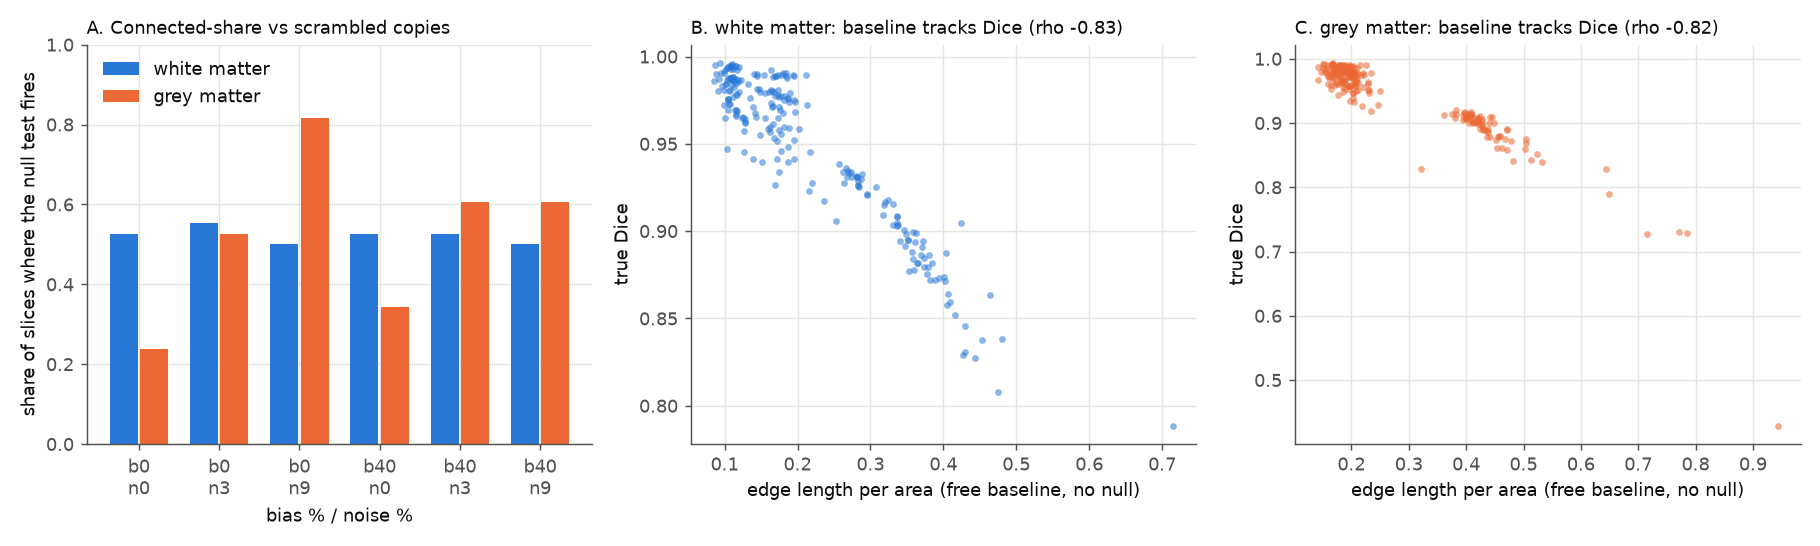 A. Connected-share vs scrambled copies
share of slices where the null test fires
1.0
0.8
0.6
0.4
0.2
0.0
white matter
grey matter
b0 b0 b0 b40 b40 b40
n0 n3 n9 n0 n3 n9
bias % / noise %
B. white matter: baseline tracks Dice (rho -0.83)
true Dice
1.00
0.95
0.90
0.85
0.80
0.1 0.2 0.3 0.4 0.5 0.6 0.7
edge length per area (free baseline, no null)
C. grey matter: baseline tracks Dice (rho -0.82)
true Dice
1.0
0.9
0.8
0.7
0.6
0.5
0.2 0.3 0.4 0.5 0.6 0.7 0.8 0.9
edge length per area (free baseline, no null)